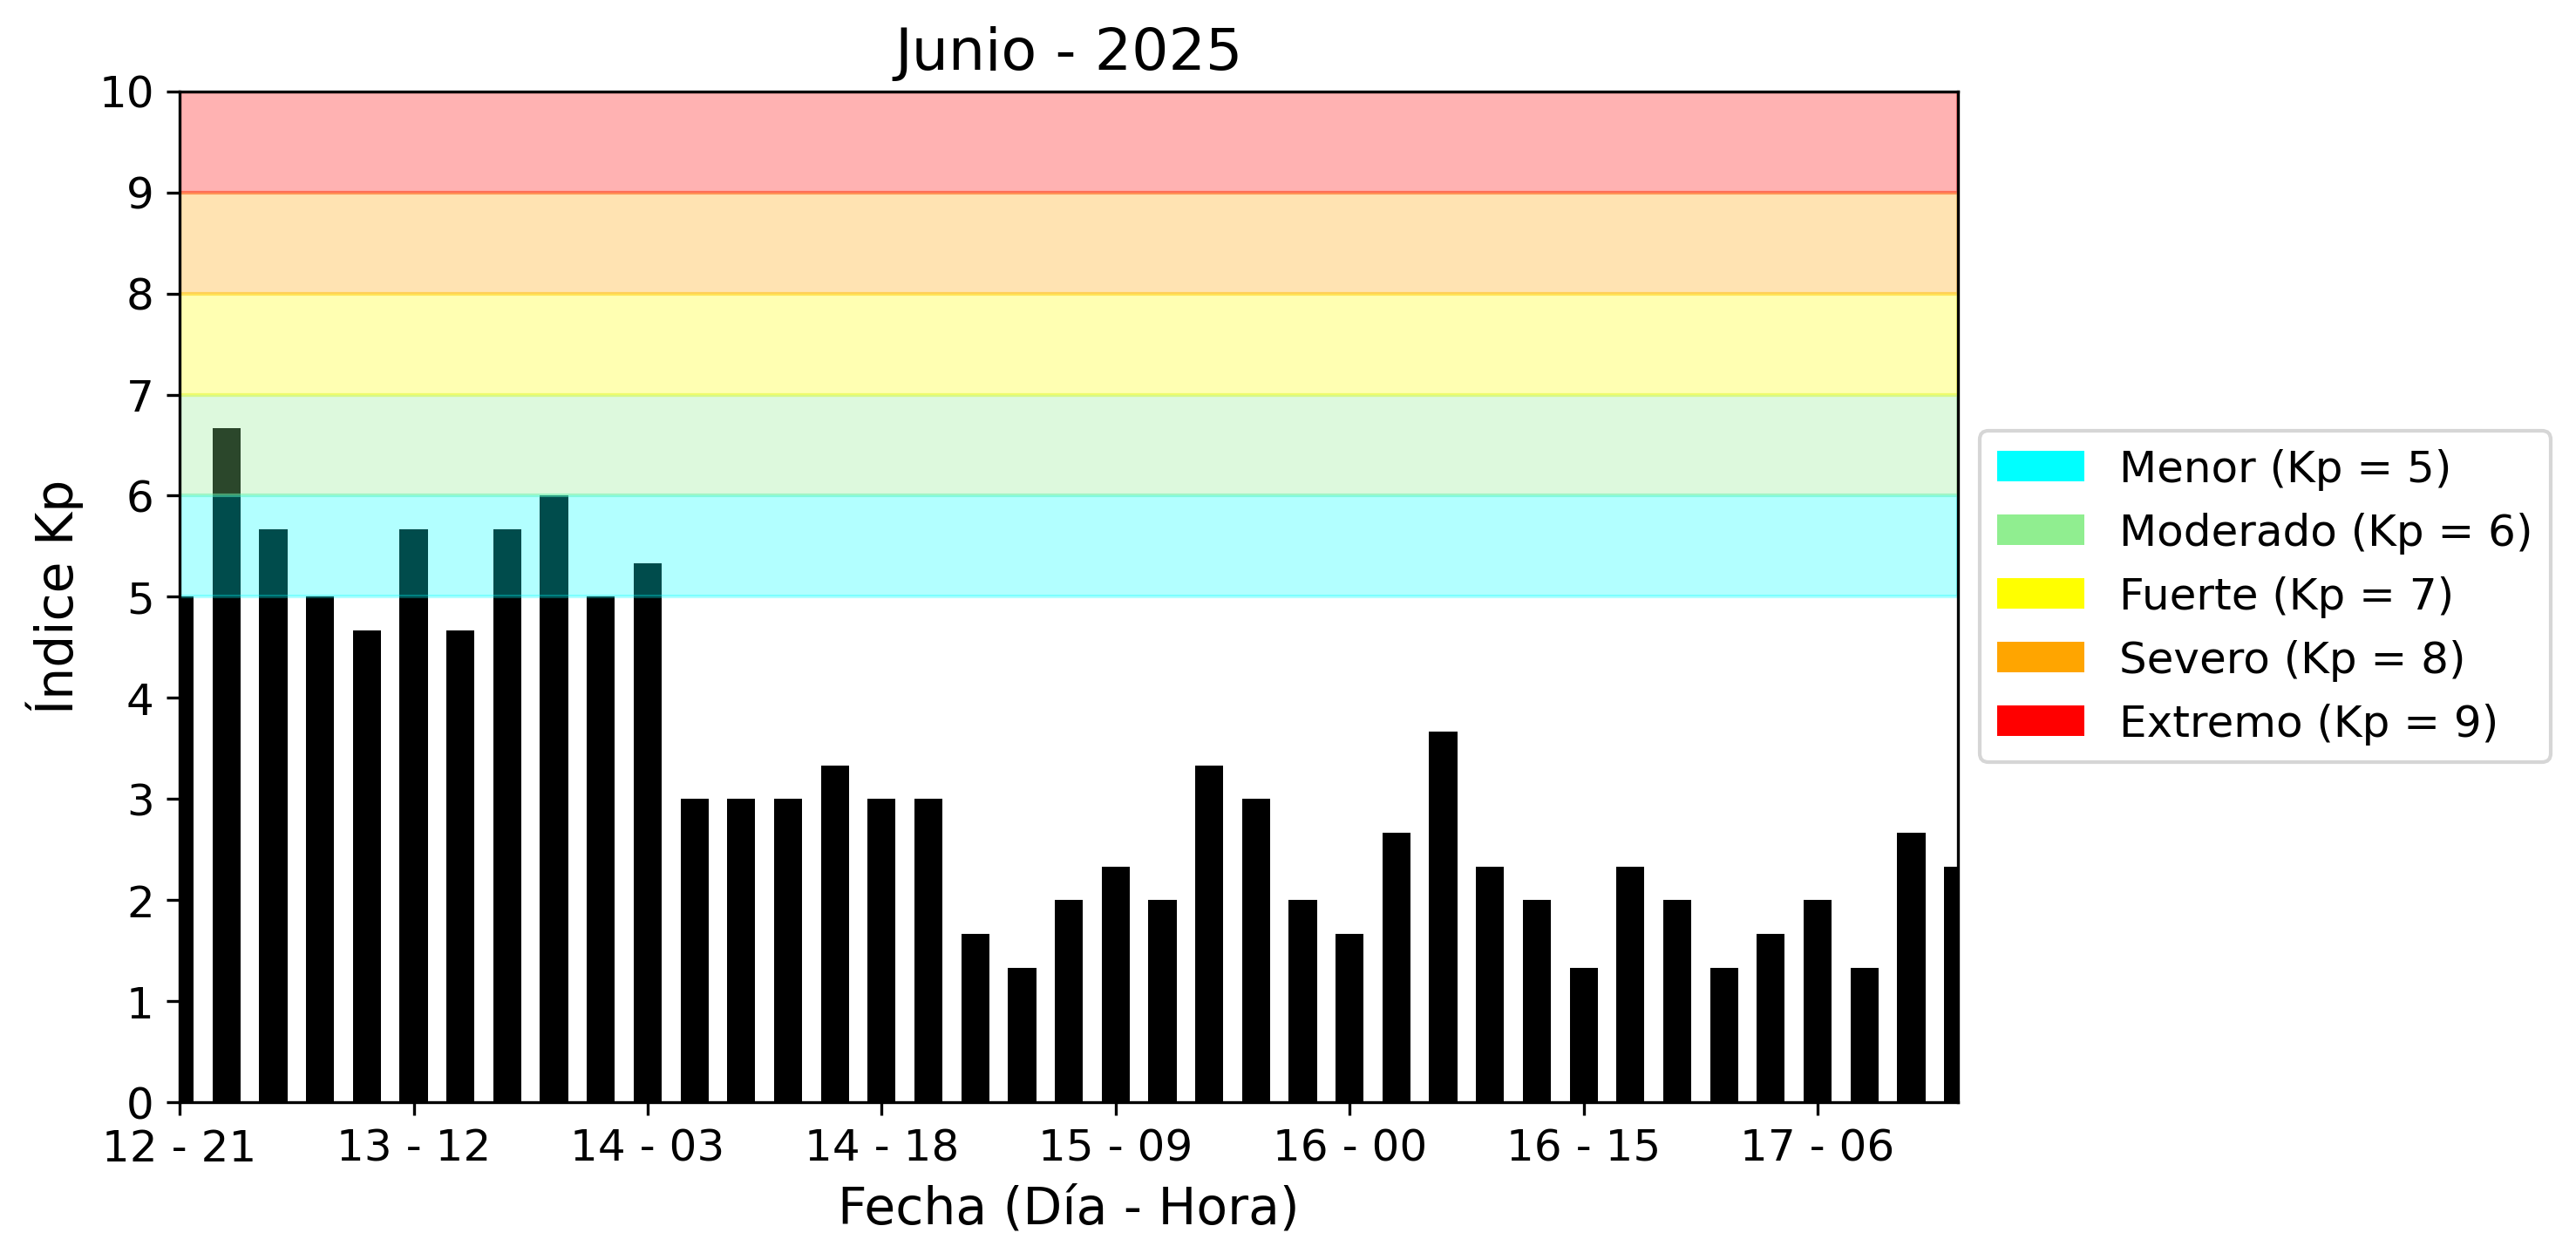 Junio - 2025
10
9
8
7
6
5
4
3
2
1
0
Índice Kp
12 - 21 13 - 12 14 - 03 14 - 18 15 - 09 16 - 00 16 - 15 17 - 06
Fecha (Día - Hora)
Menor (Kp = 5)
Moderado (Kp = 6)
Fuerte (Kp = 7)
Severo (Kp = 8)
Extremo (Kp = 9)